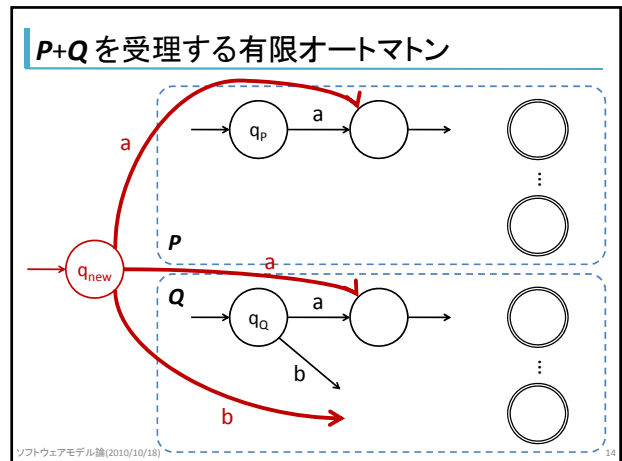 P+Q を受理する有限オートマトン
a
qP
a
⋮
P
qnew
a
Q
qQ
a
b
⋮
b
ソフトウェアモデル論(2010/10/18)
14